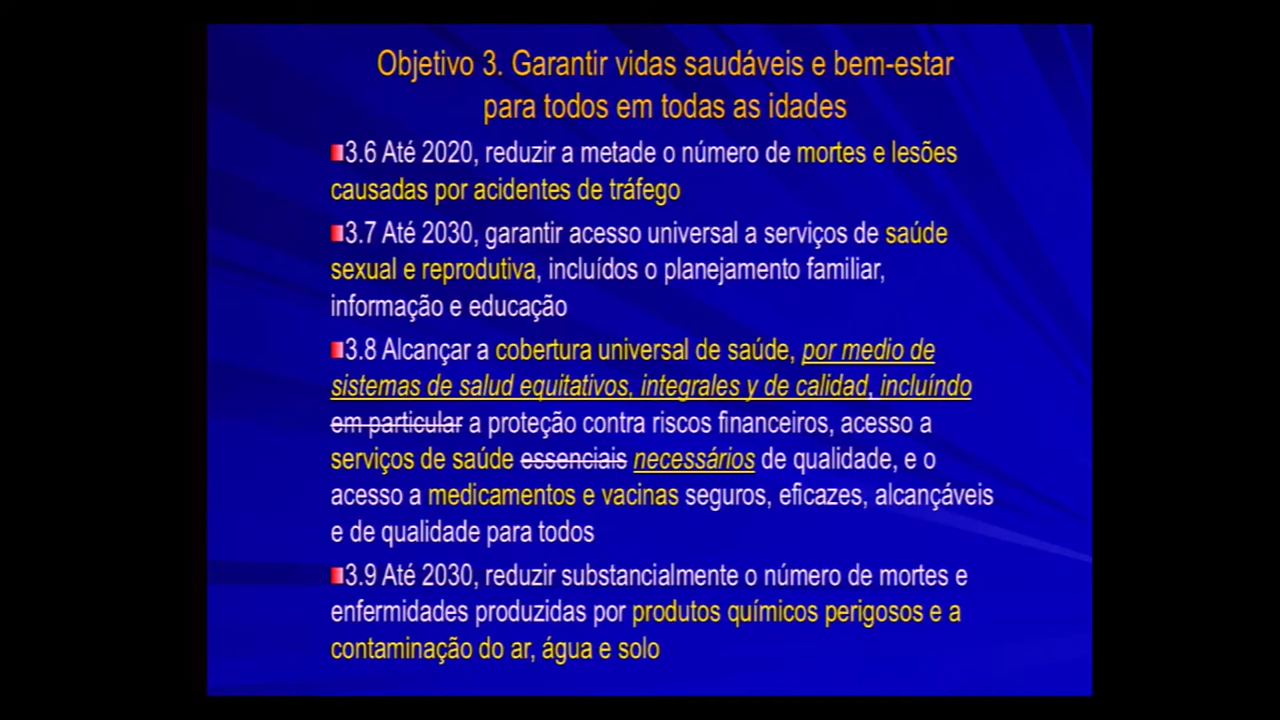 Objetivo 3. Garantir vidas saudáveis e bem-estar
para todos em todas as idades
3.6 Até 2020, reduzir a metade o número de mortes e lesões
causadas por acidentes de tráfego
3.7 Até 2030, garantir acesso universal a serviços de saúde
sexual e reprodutiva, incluídos o planejamento familiar,
informação e educação
3.8 Alcançar a cobertura universal de saúde, por medio de
sistemas de salud equitativos, integrales y de calidad, incluíndo
em particular a proteção contra riscos financeiros, acesso a
serviços de saúde essenciais necessários de qualidade, e o
acesso a medicamentos e vacinas seguros, eficazes, alcançáveis
e de qualidade para todos
3.9 Até 2030, reduzir substancialmente o número de mortes e
enfermidades produzidas por produtos químicos perigosos e a
contaminação do ar, água e solo